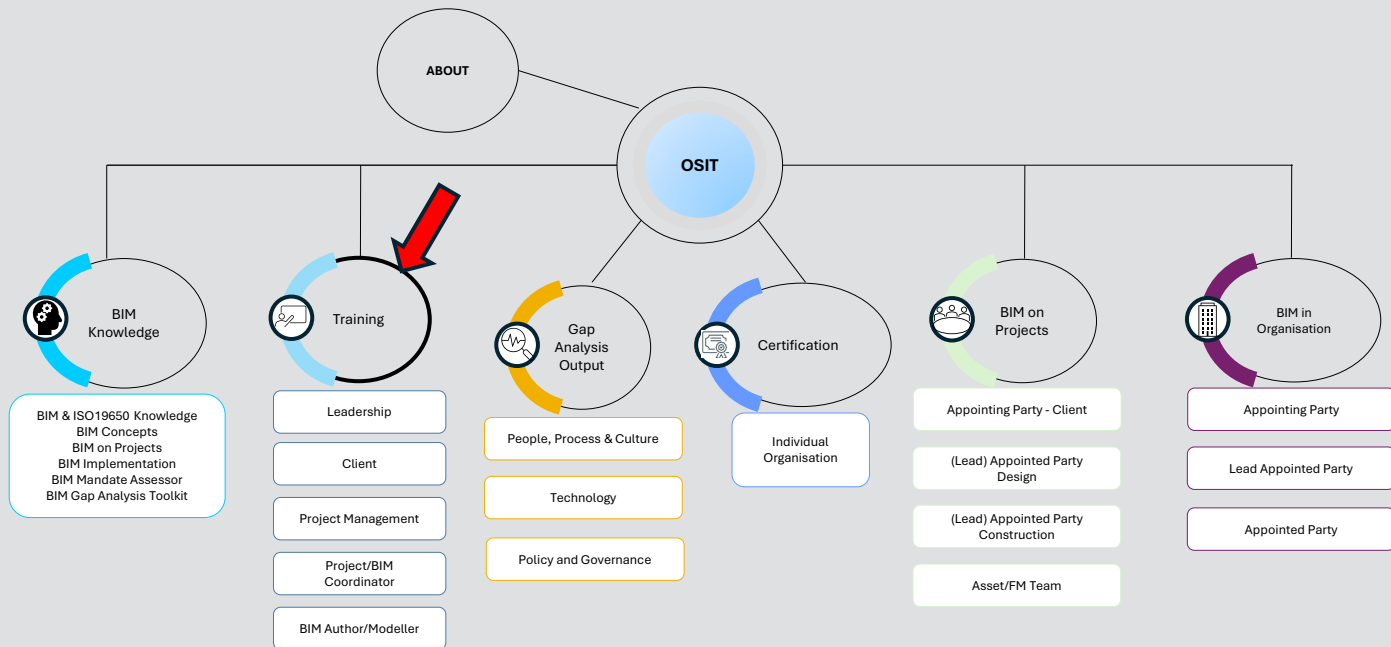 ABOUT
OSIT
BIM
Knowledge
BIM & ISO19650 Knowledge
BIM Concepts
BIM on Projects
BIM Implementation
BIM Mandate Assessor
BIM Gap Analysis Toolkit
Training
Leadership
Client
Project Management
Project/BIM
Coordinator
BIM Author/Modeller
Gap
Analysis
Output
People, Process & Culture
Technology
Policy and Governance
Certification
Individual
Organisation
BIM on
Projects
Appointing Party - Client
(Lead) Appointed Party
Design
(Lead) Appointed Party
Construction
Asset/FM Team
BIM in
Organisation
Appointing Party
Lead Appointed Party
Appointed Party